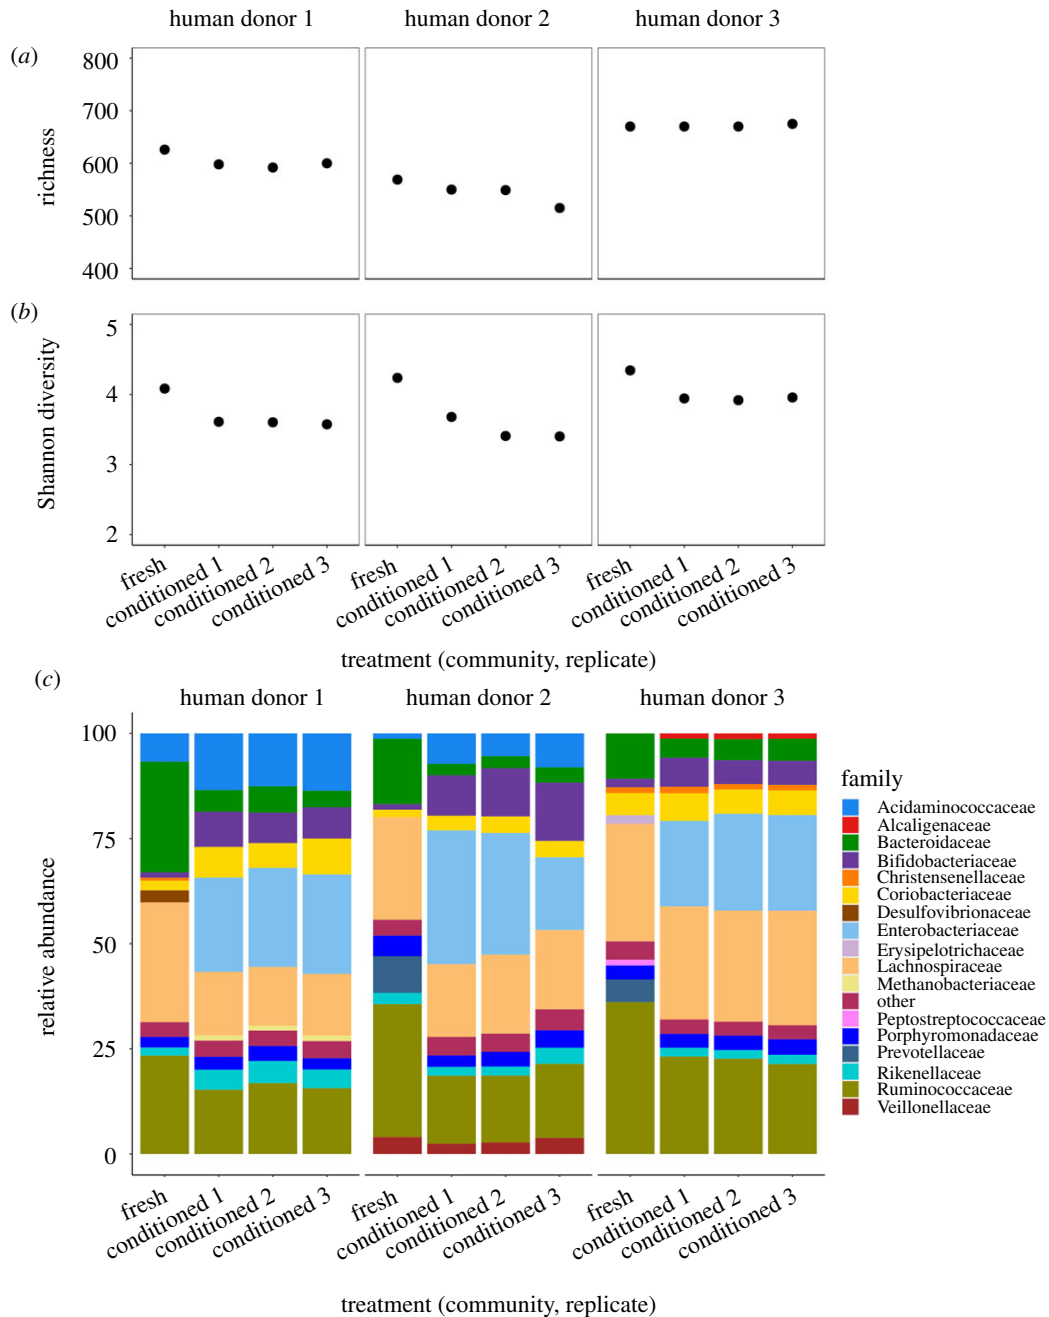 human donor 1 human donor 2 human donor 3
(a)
800
700
600
500
400
richness
(b)
5
4
3
2
Shannon diversity
fresh conditioned 1 conditioned 2 conditioned 3 fresh conditioned 1 conditioned 2 conditioned 3 fresh conditioned 1 conditioned 2 conditioned 3
treatment (community, replicate)
(c)
human donor 1 human donor 2 human donor 3
100
75
50
25
0
relative abundance
family
Acidaminococcaceae
Alcaligenaceae
Bacteroidaceae
Bifidobacteriaceae
Christensenellaceae
Coriobacteriaceae
Desulfovibrionaceae
Enterobacteriaceae
Erysipelotrichaceae
Lachnospiraceae
Methanobacteriaceae
other
Peptostreptococcaceae
Porphyromonadaceae
Prevotellaceae
Rikenellaceae
Ruminococcaceae
Veillonellaceae
fresh conditioned 1 conditioned 2 conditioned 3 fresh conditioned 1 conditioned 2 conditioned 3 fresh conditioned 1 conditioned 2 conditioned 3
treatment (community, replicate)